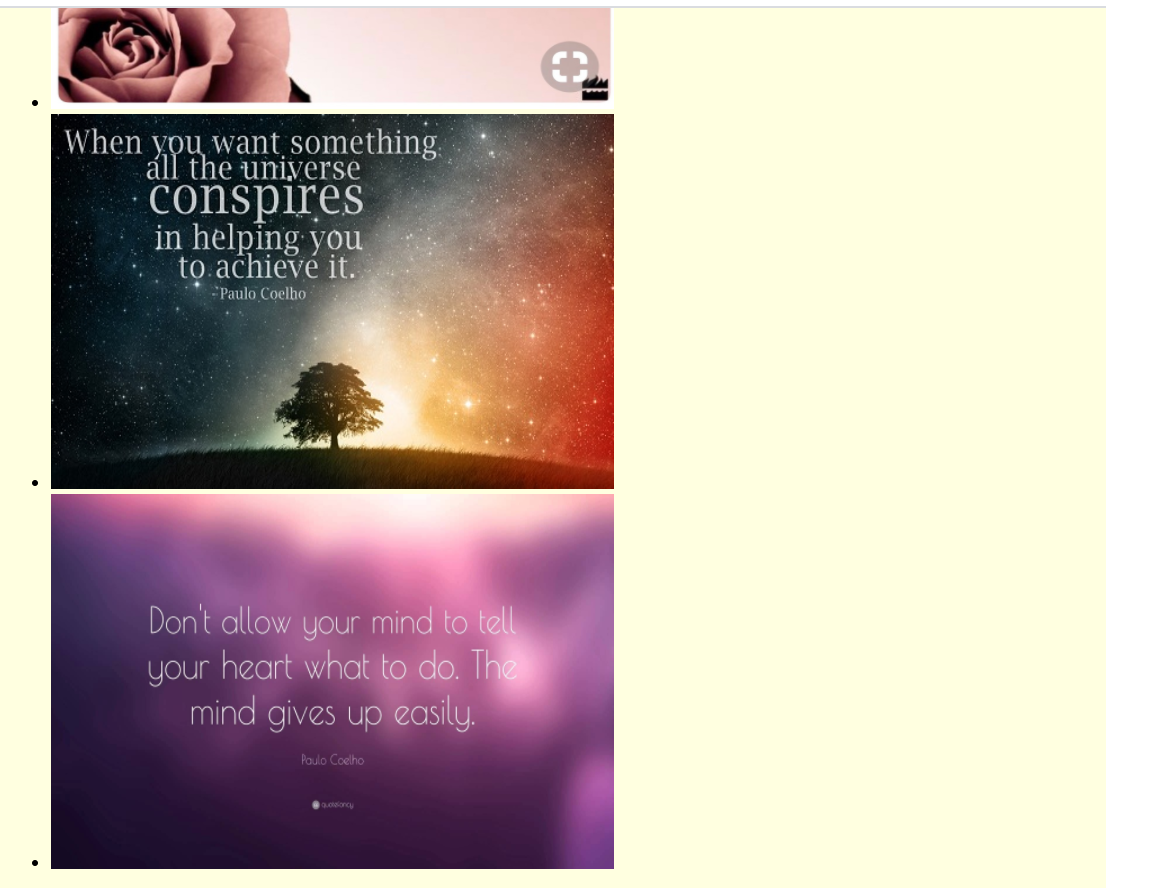 When you want something
all the universe
conspires
in helping you
to achieve it.
- Paulo Coelho
Don't allow your mind to tell
your heart what to do. The
mind gives up easily.
Paulo Coelho
quotefancy